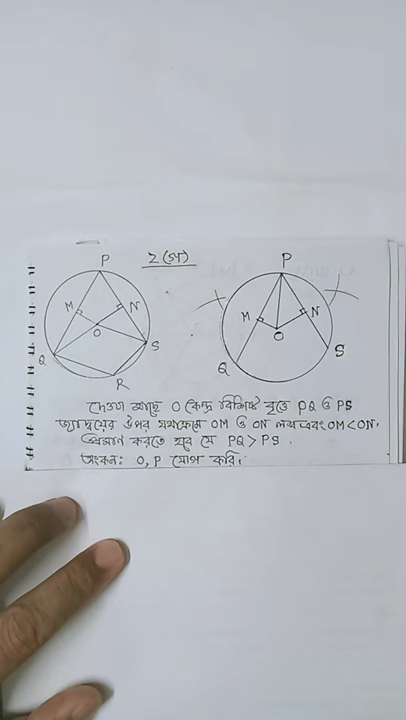 ২(গ)
P
M
N
O
Q
S
R
P
M
N
O
Q
S
দেওয়া আছে O কেন্দ্র বিশিষ্ট বৃত্তে PQ ও PS
জ্যাদ্বয়ের উপর যথাক্রমে OM ও ON লম্ব এবং OM<ON.
প্রমাণ করতে হবে যে PQ>PS.
অংকন: O, P যোগ করি।